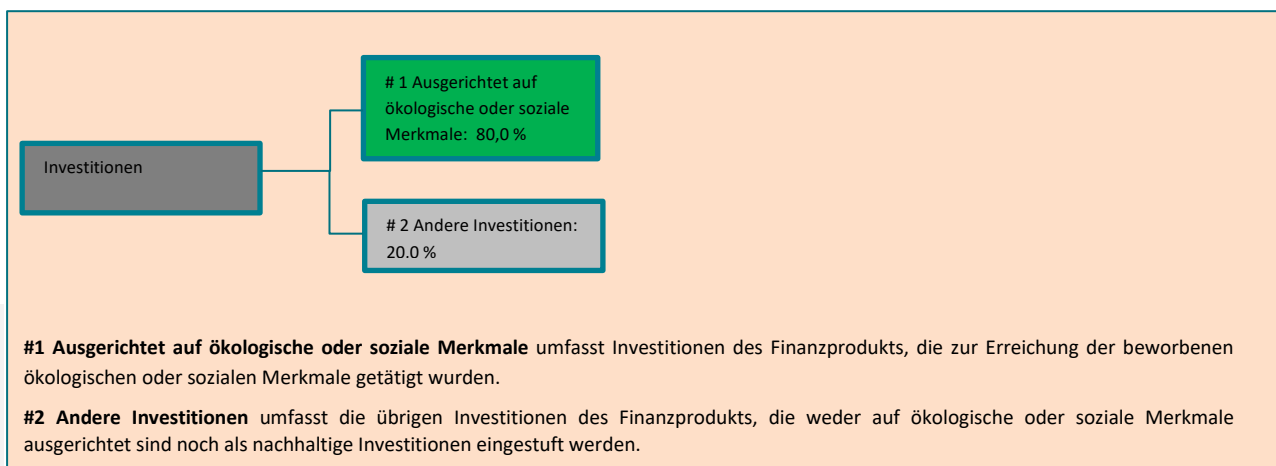 # 1 Ausgerichtet auf
ökologische oder soziale
Merkmale: 80,0 %
Investitionen
# 2 Andere Investitionen:
20.0 %
#1 Ausgerichtet auf ökologische oder soziale Merkmale umfasst Investitionen des Finanzprodukts, die zur Erreichung der beworbenen
ökologischen oder sozialen Merkmale getätigt wurden.
#2 Andere Investitionen umfasst die übrigen Investitionen des Finanzprodukts, die weder auf ökologische oder soziale Merkmale
ausgerichtet sind noch als nachhaltige Investitionen eingestuft werden.